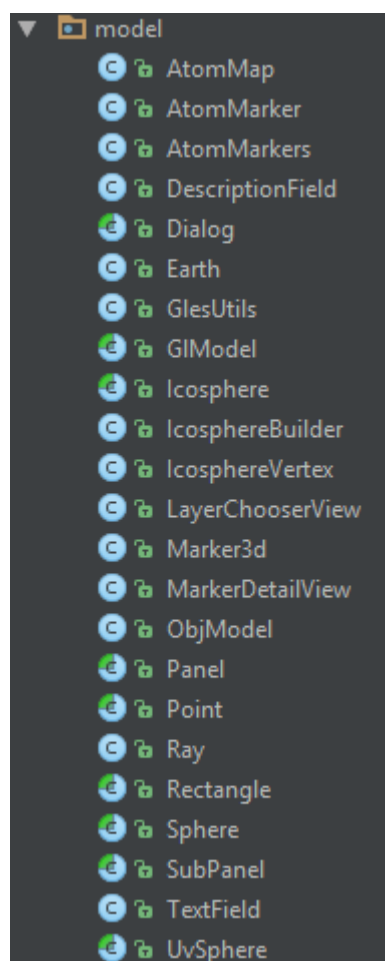 model
AtomMap
AtomMarker
AtomMarkers
DescriptionField
Dialog
Earth
GlesUtils
GlModel
Icosphere
IcosphereBuilder
IcosphereVertex
LayerChooserView
Marker3d
MarkerDetailView
ObjModel
Panel
Point
Ray
Rectangle
Sphere
SubPanel
TextField
UvSphere